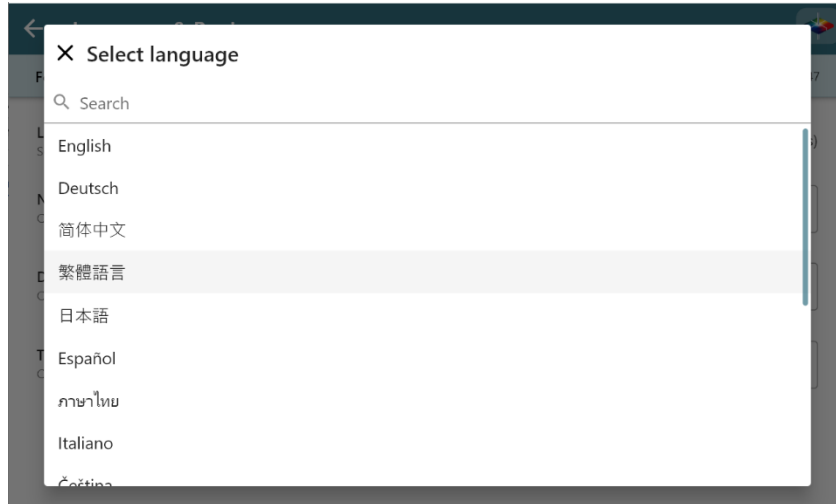 Select language
Search
English
Deutsch
简体中文
繁體語言
日本語
Español
ภาษาไทย
Italiano
Čeština